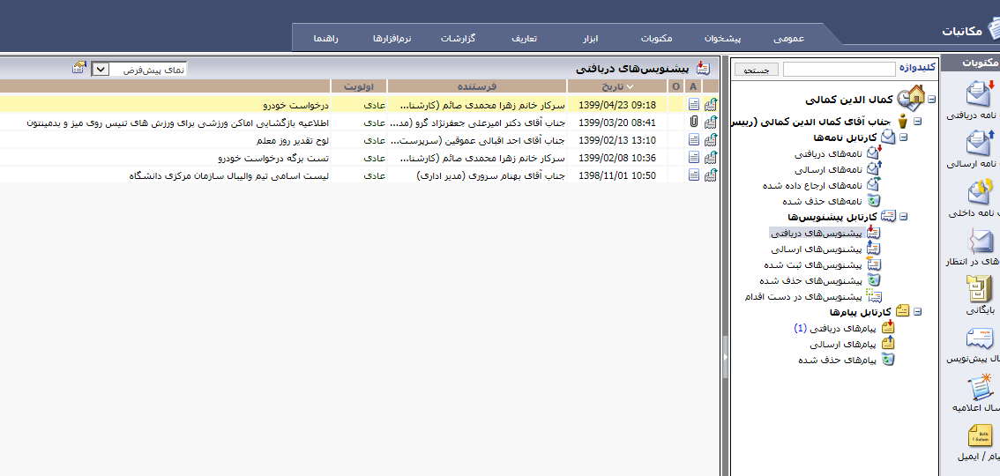 مکاتبات
عمومی پیشخوان مکتوبات ابزار تعاریف گزارشات نرم‌افزارها راهنما
مکتوبات
نامه دریافتی
نامه ارسالی
نامه داخلی
های در انتظار
بایگانی
پیش‌نویس
اعلامیه
پیام / ایمیل
کلیدواژه جستجو
کمال الدین کمالی
جناب آقای کمال الدین کمالی (رییس
کارتابل نامه‌ها
نامه‌های دریافتی
نامه‌های ارسالی
نامه‌های ارجاع داده شده
نامه‌های حذف شده
کارتابل پیشنویس‌ها
پیشنویس‌های دریافتی
پیشنویس‌های ارسالی
پیشنویس‌های ثبت شده
پیشنویس‌های حذف شده
پیشنویس‌های در دست اقدام
کارتابل پیام‌ها
پیام‌های دریافتی (1)
پیام‌های ارسالی
پیام‌های حذف شده
پیشنویس‌های دریافتی نمای پیش‌فرض
A O تاریخ فرستنده اولویت
1399/04/23 09:18 سرکار خانم زهرا محمدی صائم (کارشنا... عادی درخواست خودرو
1399/03/20 08:41 جناب آقای دکتر امیرعلی جعفرنژاد گرو (مد... عادی اطلاعیه بازگشایی اماکن ورزشی برای ورزش های تنیس روی میز و بدمینتون
1399/02/13 13:10 جناب آقای احد اقبالی عموقین (سرپرست... عادی لوح تقدیر روز معلم
1399/02/08 10:36 سرکار خانم زهرا محمدی صائم (کارشنا... عادی تست برگه درخواست خودرو
1398/11/01 10:50 جناب آقای بهنام سروری (مدیر اداری) عادی لیست اسامی تیم والیبال سازمان مرکزی دانشگاه